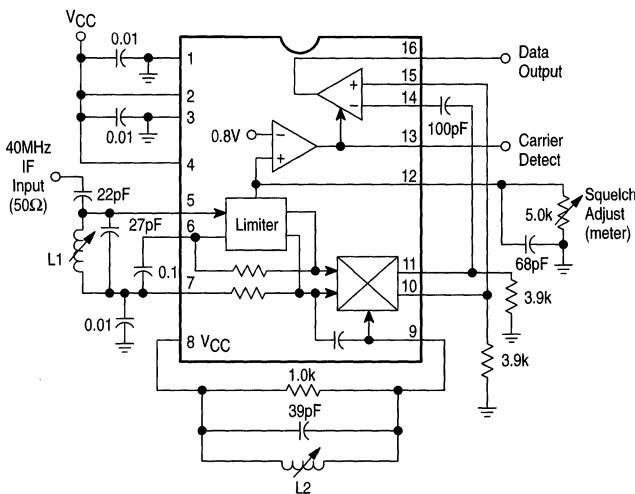 VCC
0.01
0.01
40MHz
IF
Input
(50Ω)
22pF
27pF
L1
0.1
0.01
1
2
3
4
5
6
7
8 VCC
0.8V
Limiter
16
15
14
13
12
11
10
9
100pF
Data
Output
Carrier
Detect
Squelch
Adjust
(meter)
5.0k
68pF
3.9k
3.9k
1.0k
39pF
L2
+
−
−
+